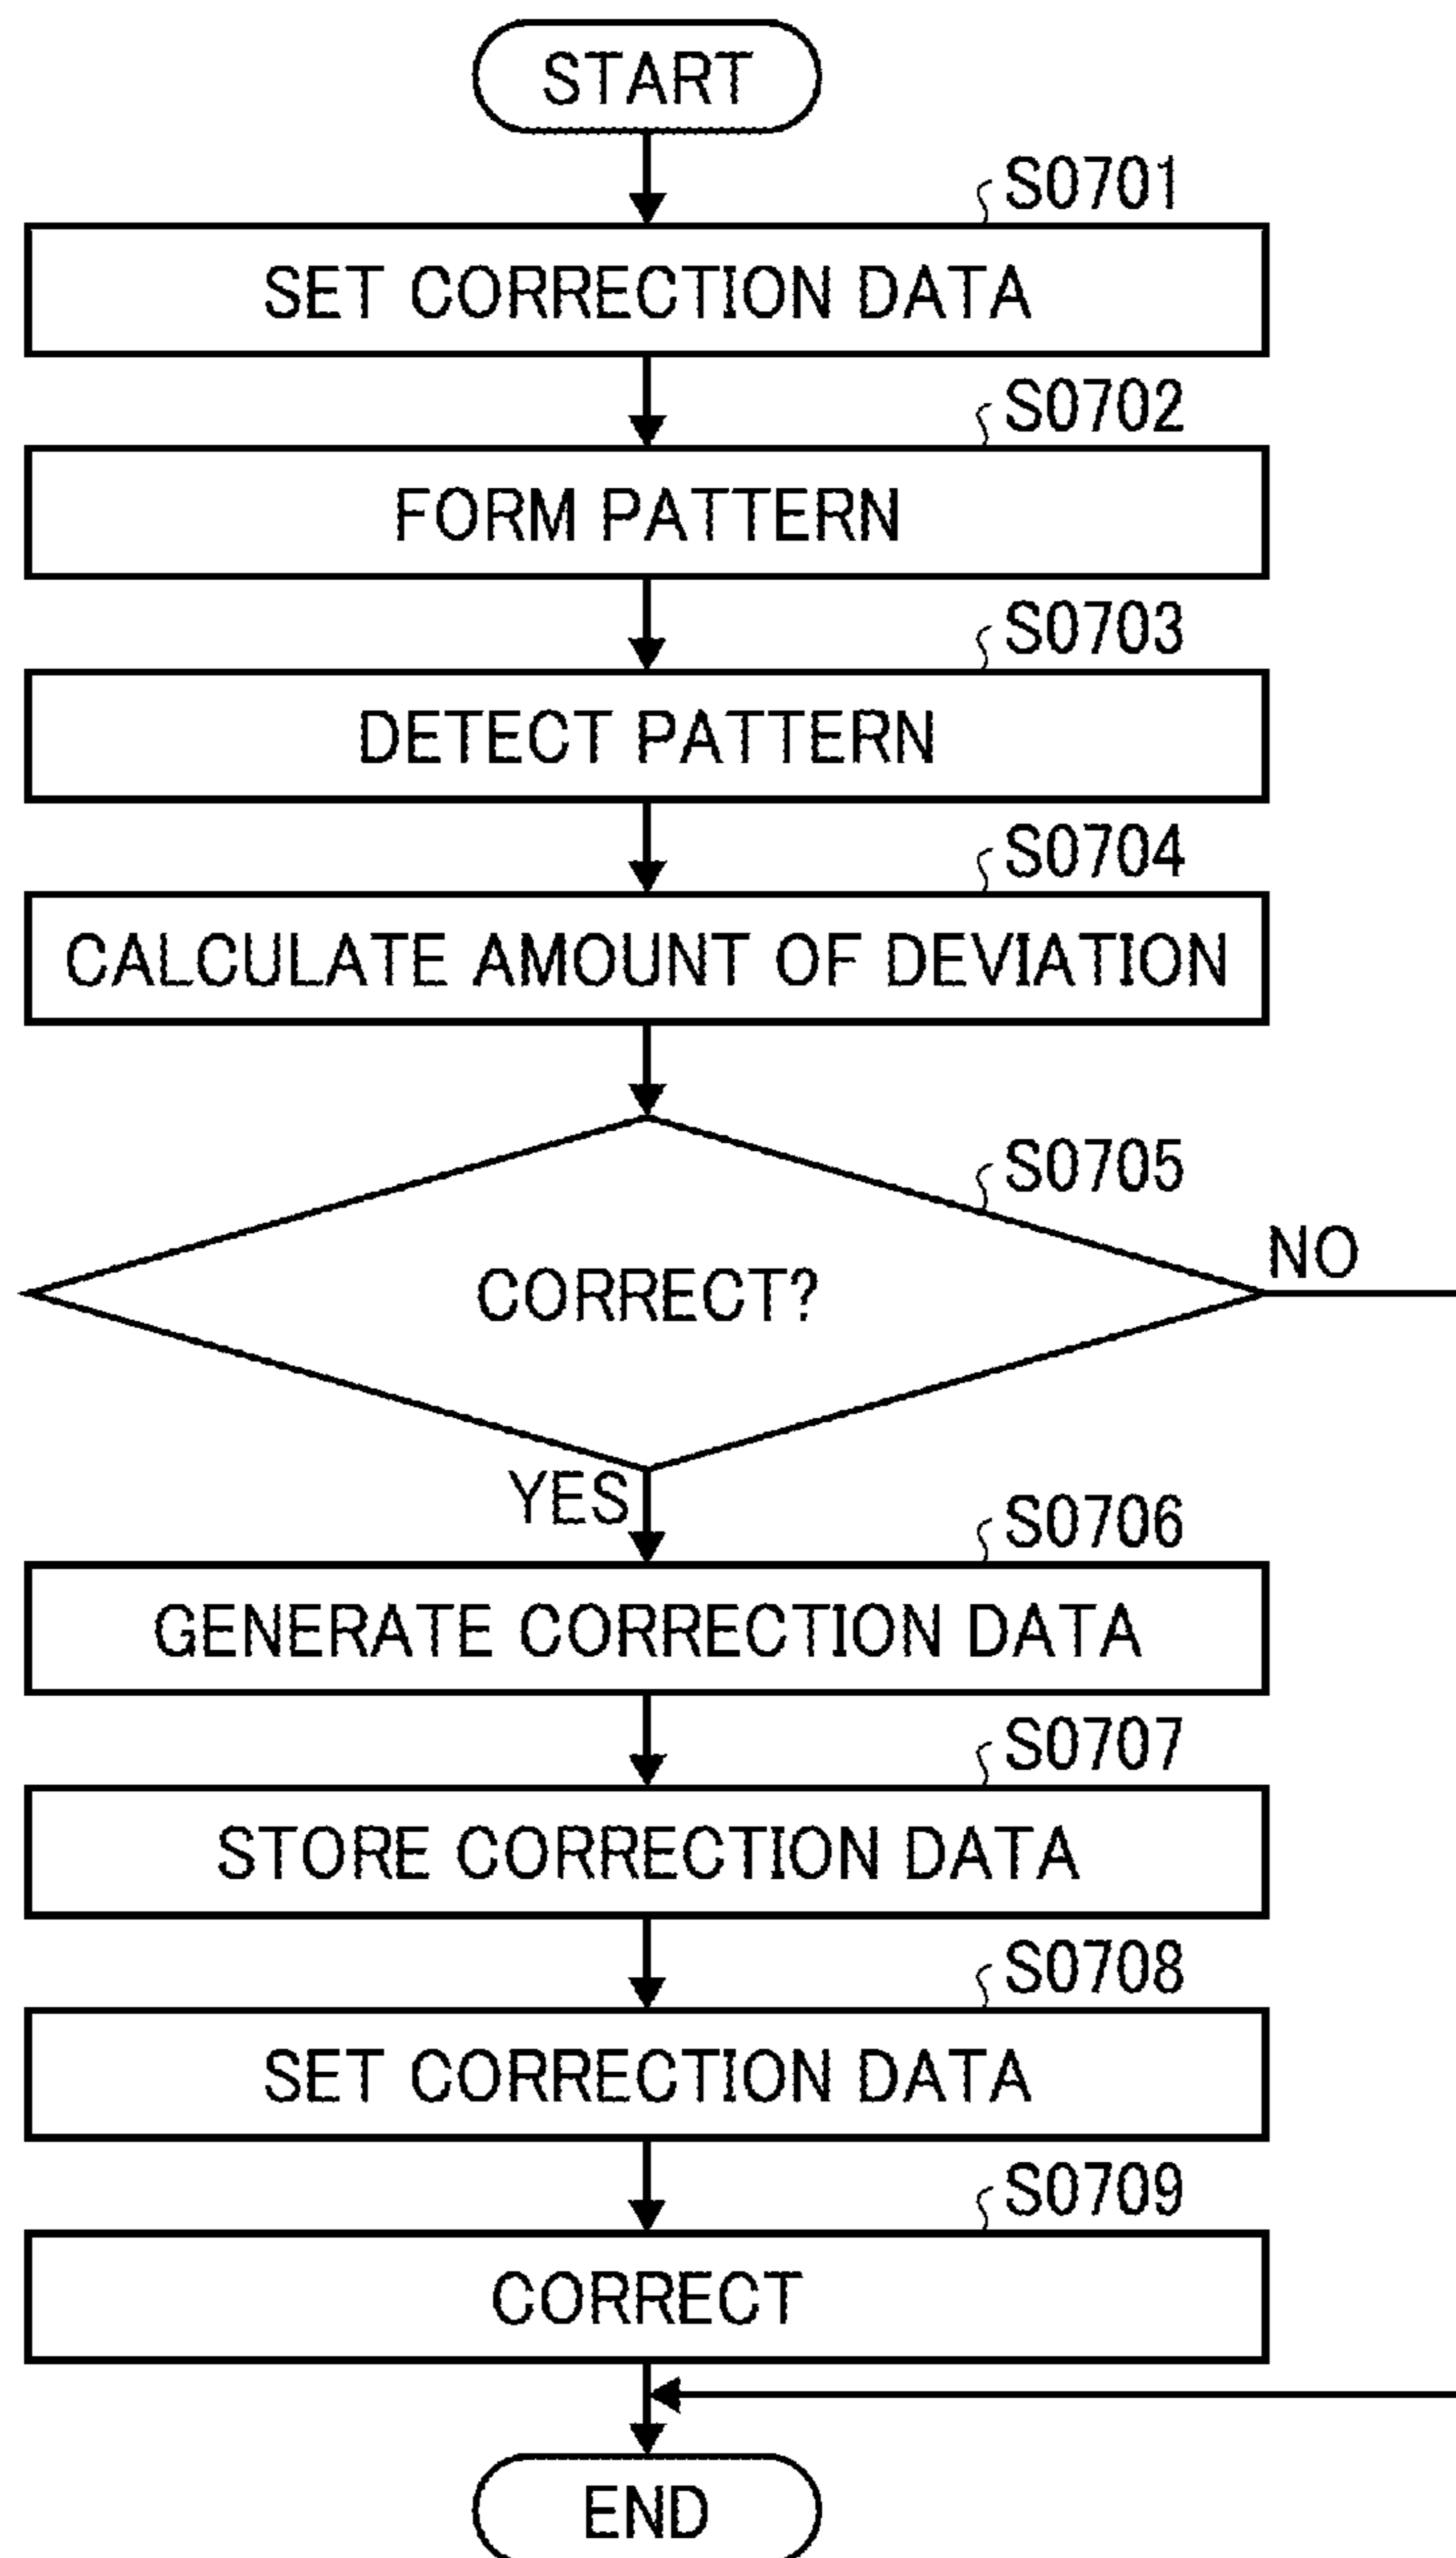 START
S0701
SET CORRECTION DATA
S0702
FORM PATTERN
S0703
DETECT PATTERN
S0704
CALCULATE AMOUNT OF DEVIATION
S0705
NO
CORRECT?
YES
S0706
GENERATE CORRECTION DATA
S0707
STORE CORRECTION DATA
S0708
SET CORRECTION DATA
S0709
CORRECT
END